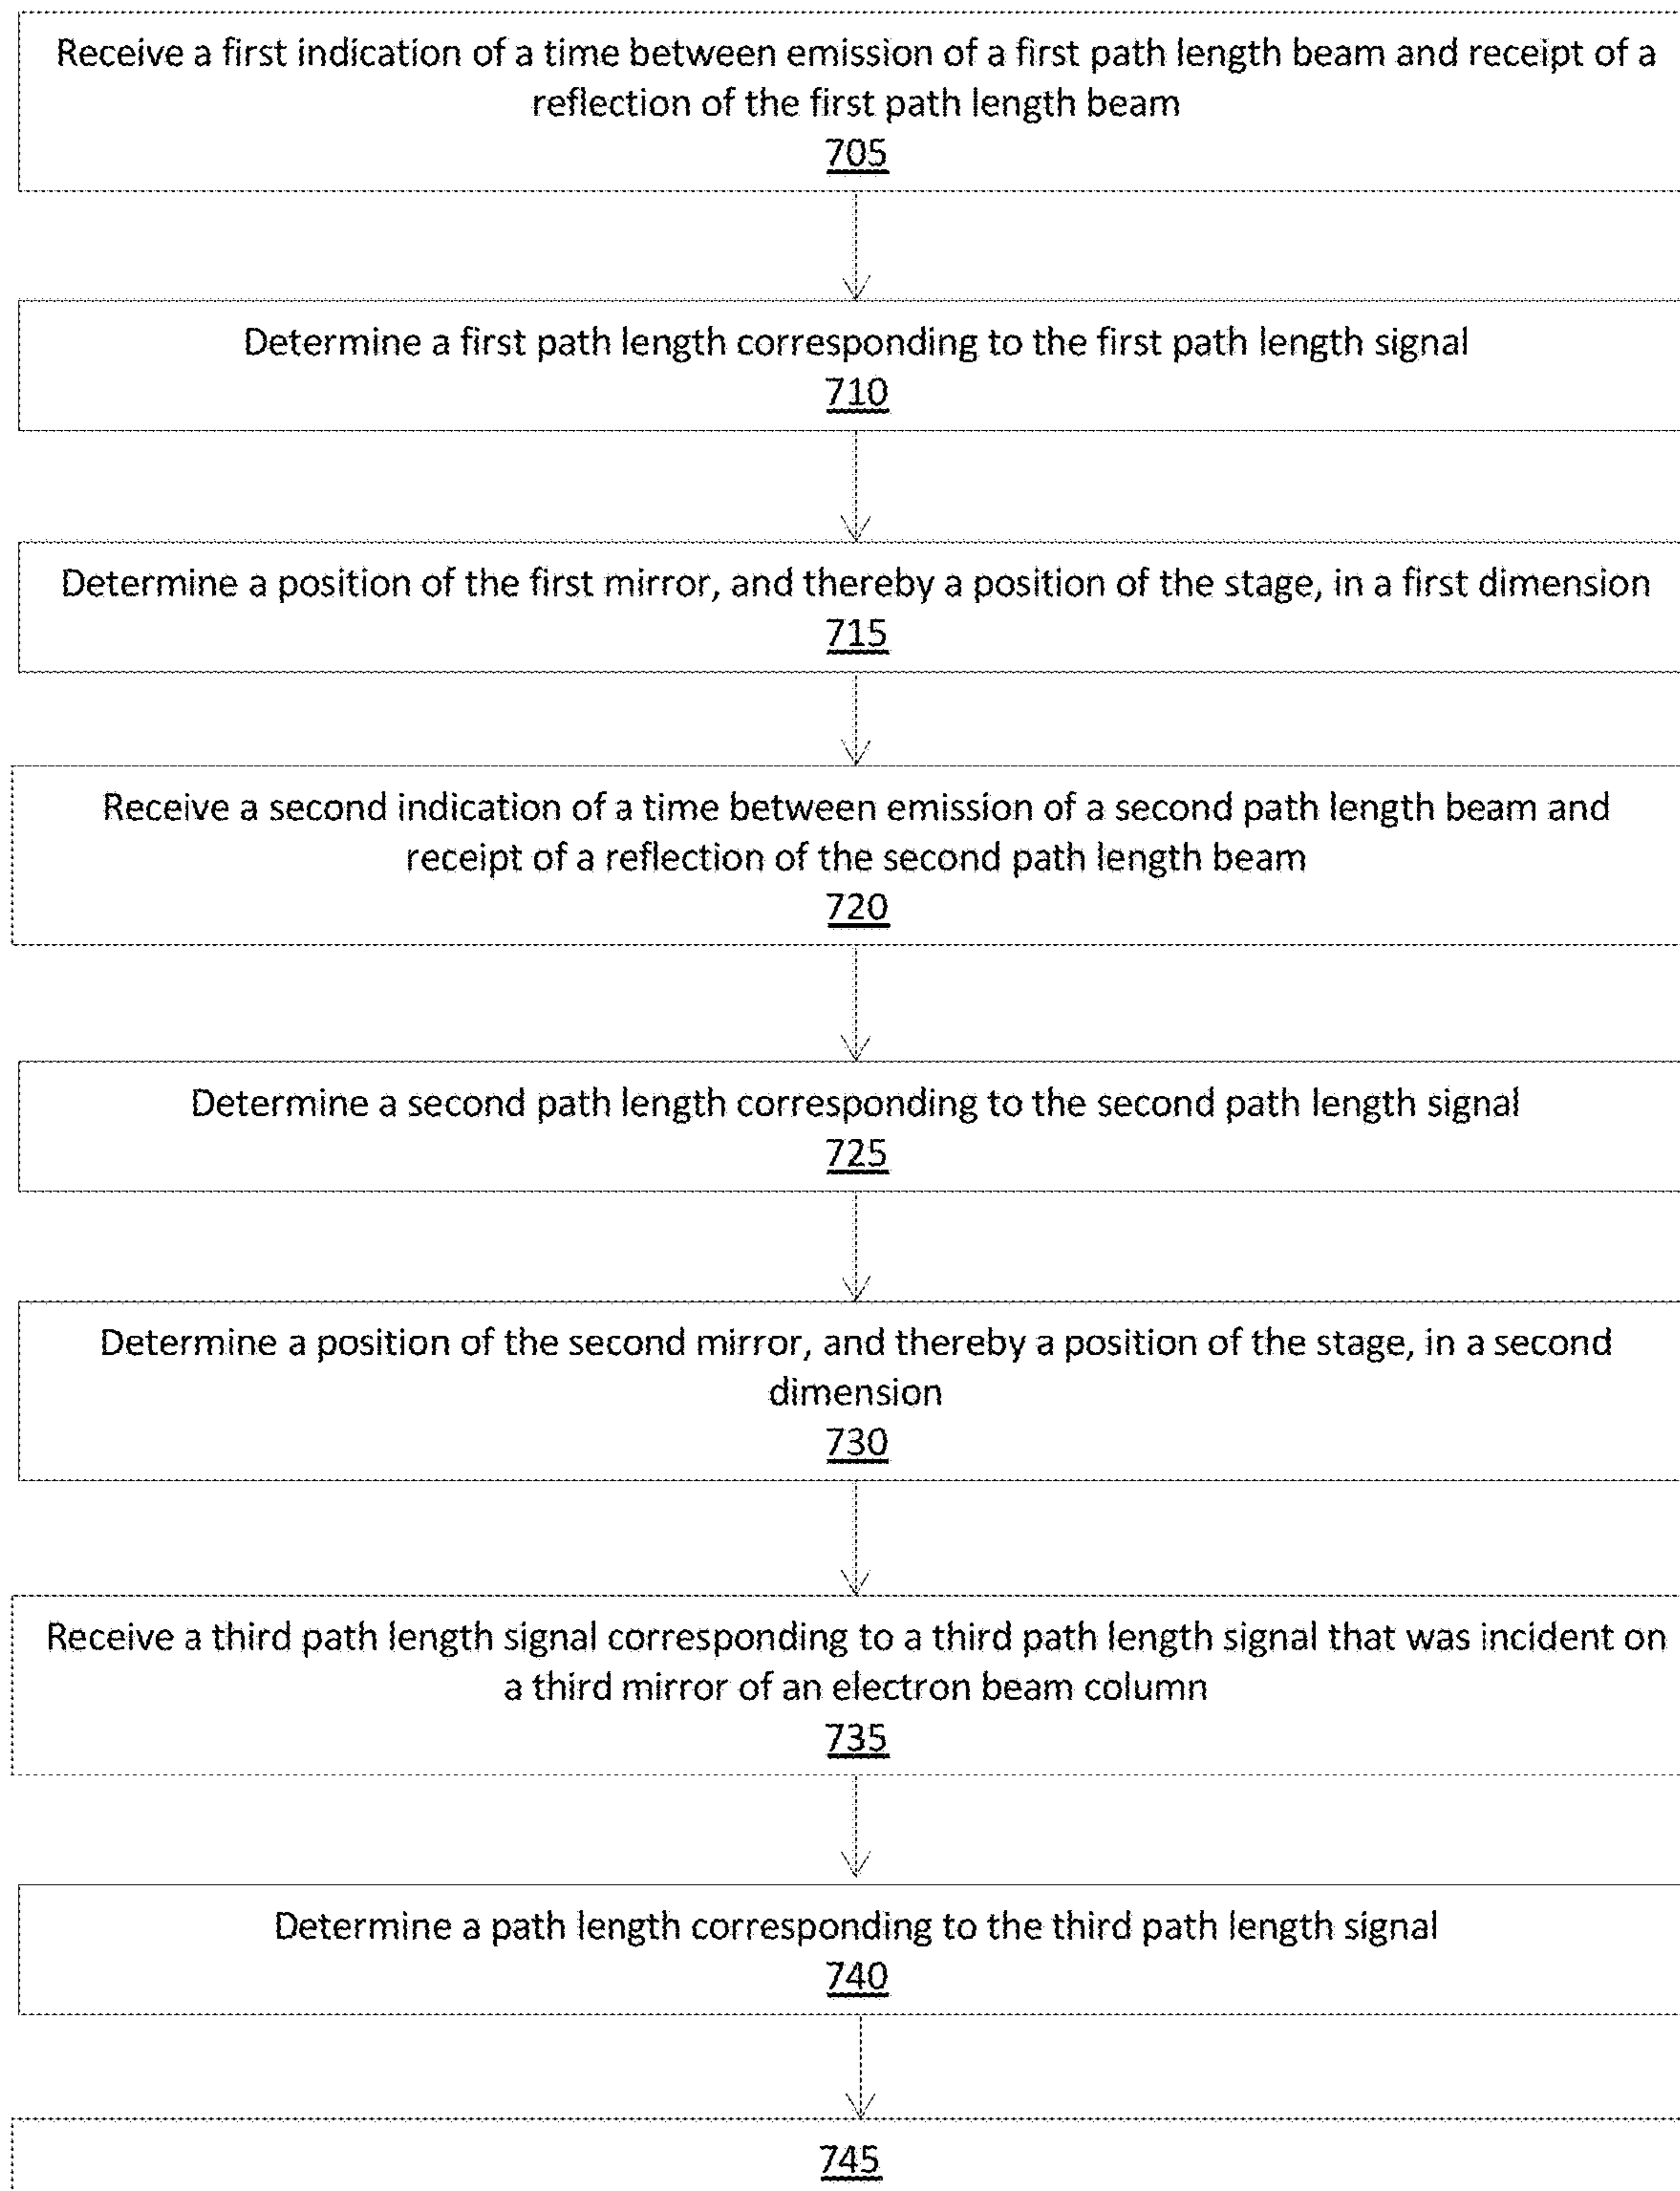 Receive a first indication of a time between emission of a first path length beam and receipt of a
reflection of the first path length beam
705
Determine a first path length corresponding to the first path length signal
710
Determine a position of the first mirror, and thereby a position of the stage, in a first dimension
715
Receive a second indication of a time between emission of a second path length beam and
receipt of a reflection of the second path length beam
720
Determine a second path length corresponding to the second path length signal
725
Determine a position of the second mirror, and thereby a position of the stage, in a second
dimension
730
Receive a third path length signal corresponding to a third path length signal that was incident on
a third mirror of an electron beam column
735
Determine a path length corresponding to the third path length signal
740
745